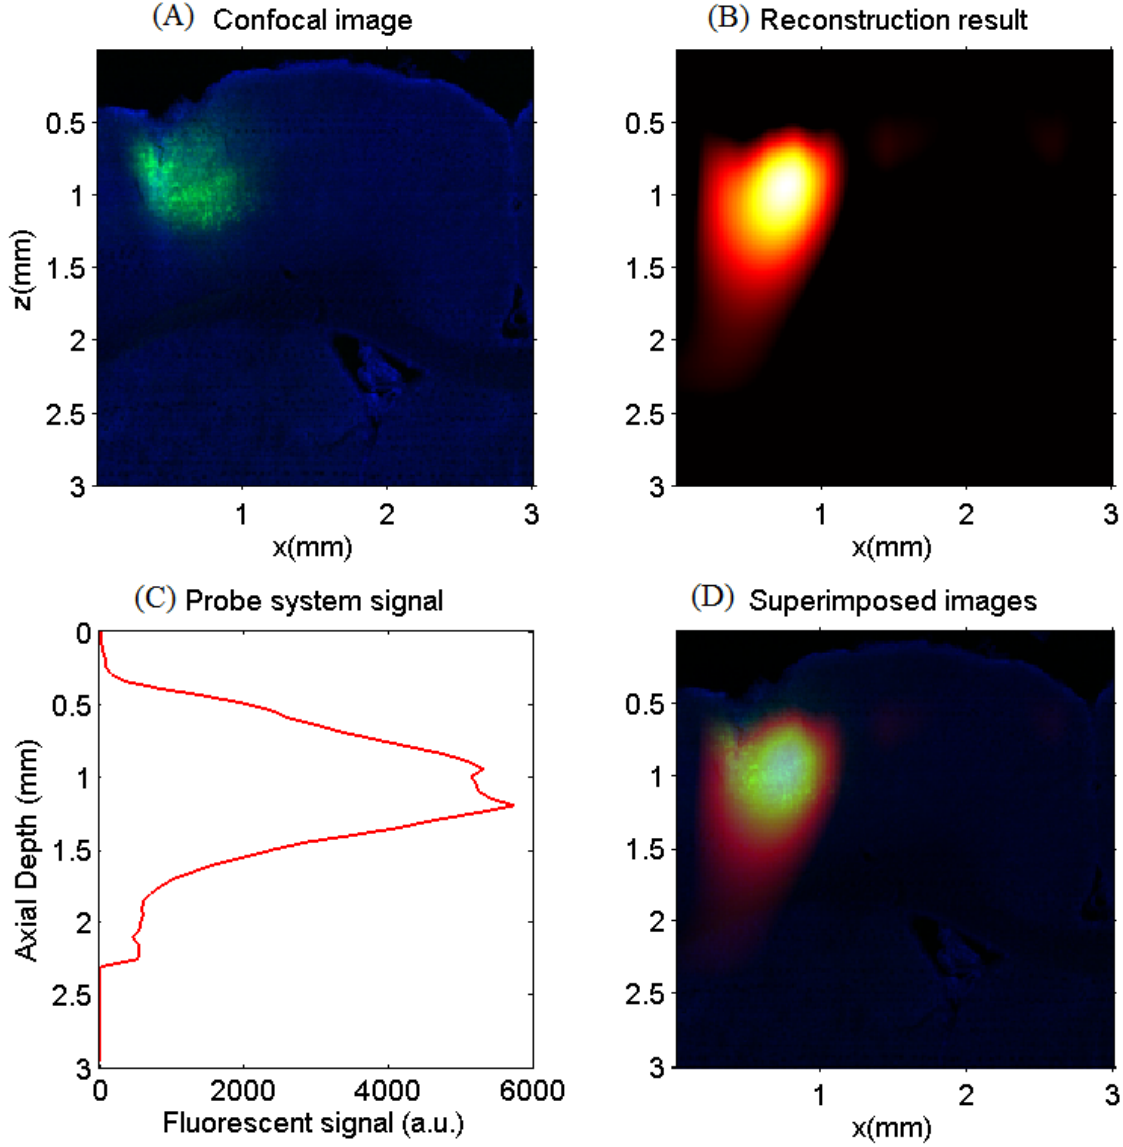 (A) Confocal image
0.5
1
1.5
2
2.5
3
z(mm)
1 2 3
x(mm)
(B) Reconstruction result
0.5
1
1.5
2
2.5
3
1 2 3
x(mm)
(C) Probe system signal
0
0.5
1
1.5
2
2.5
3
Axial Depth (mm)
0 2000 4000 6000
Fluorescent signal (a.u.)
(D) Superimposed images
0.5
1
1.5
2
2.5
3
1 2 3
x(mm)